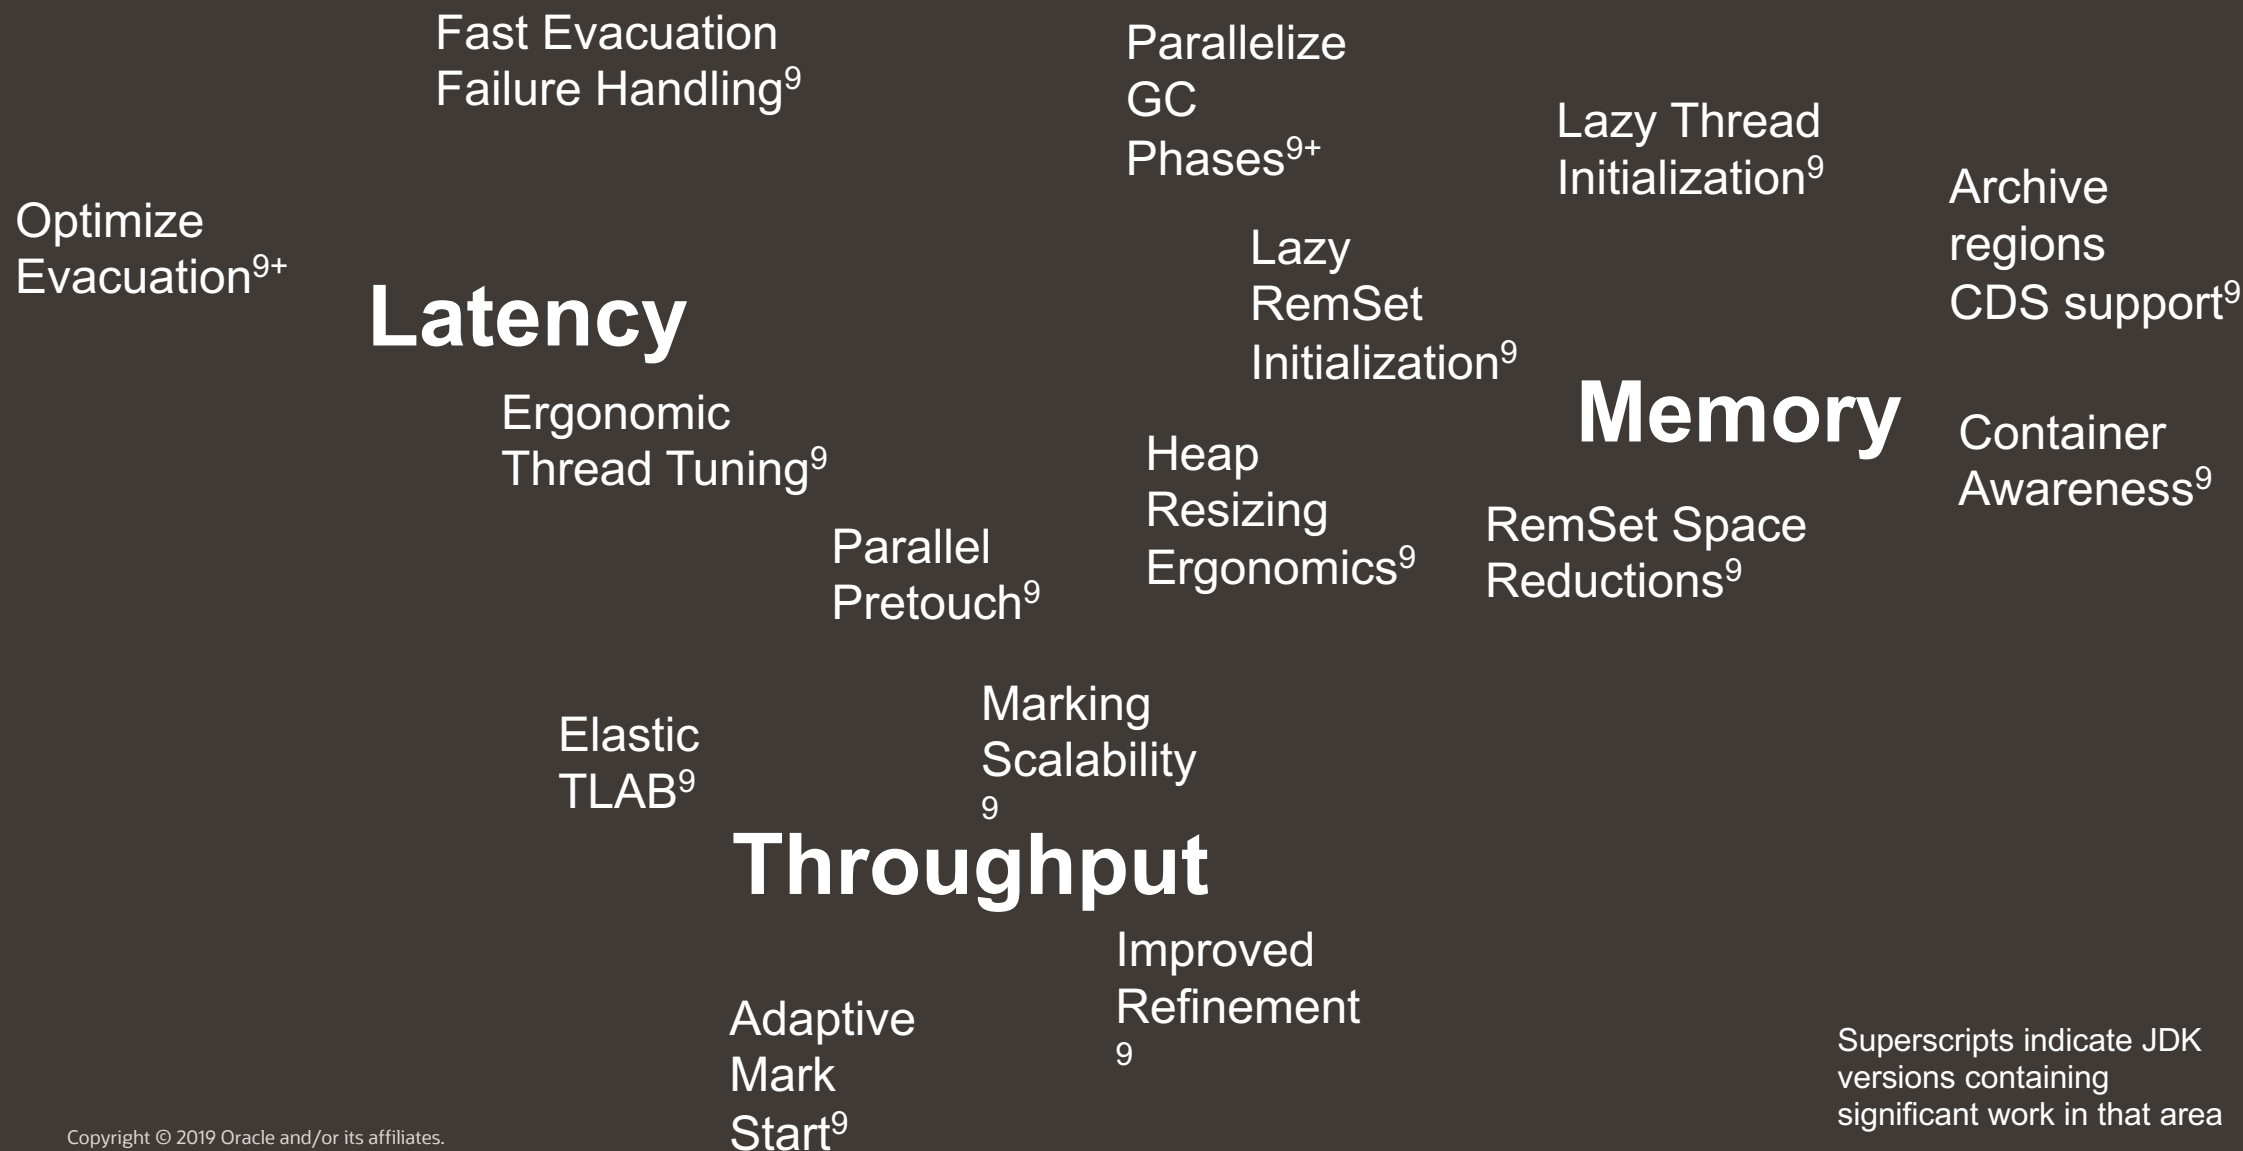 Fast Evacuation
Failure Handling⁹
Parallelize
GC
Phases⁹⁺
Lazy Thread
Initialization⁹
Archive
regions
CDS support⁹
Optimize
Evacuation⁹⁺
Latency
Lazy
RemSet
Initialization⁹
Memory
Ergonomic
Thread Tuning⁹
Heap
Resizing
Ergonomics⁹
Container
Awareness⁹
RemSet Space
Reductions⁹
Parallel
Pretouch⁹
Elastic
TLAB⁹
Marking
Scalability
⁹
Throughput
Improved
Refinement
⁹
Adaptive
Mark
Start⁹
Superscripts indicate JDK
versions containing
significant work in that area
Copyright © 2019 Oracle and/or its affiliates.